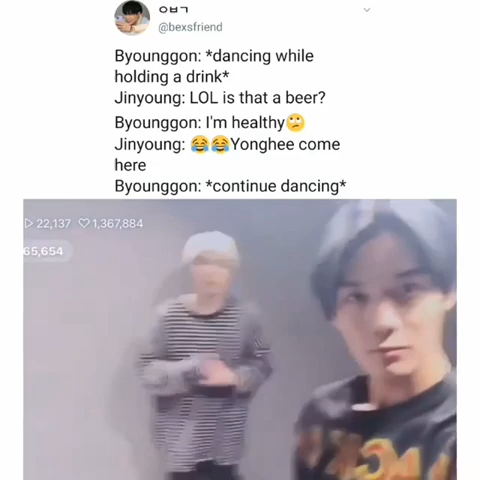 ㅇㅂㄱ
@bexsfriend
Byounggon: *dancing while
holding a drink*
Jinyoung: LOL is that a beer?
Byounggon: I'm healthy🙄
Jinyoung: 😂😂Yonghee come
here
Byounggon: *continue dancing*
22,137 ♡1,367,884
65,654